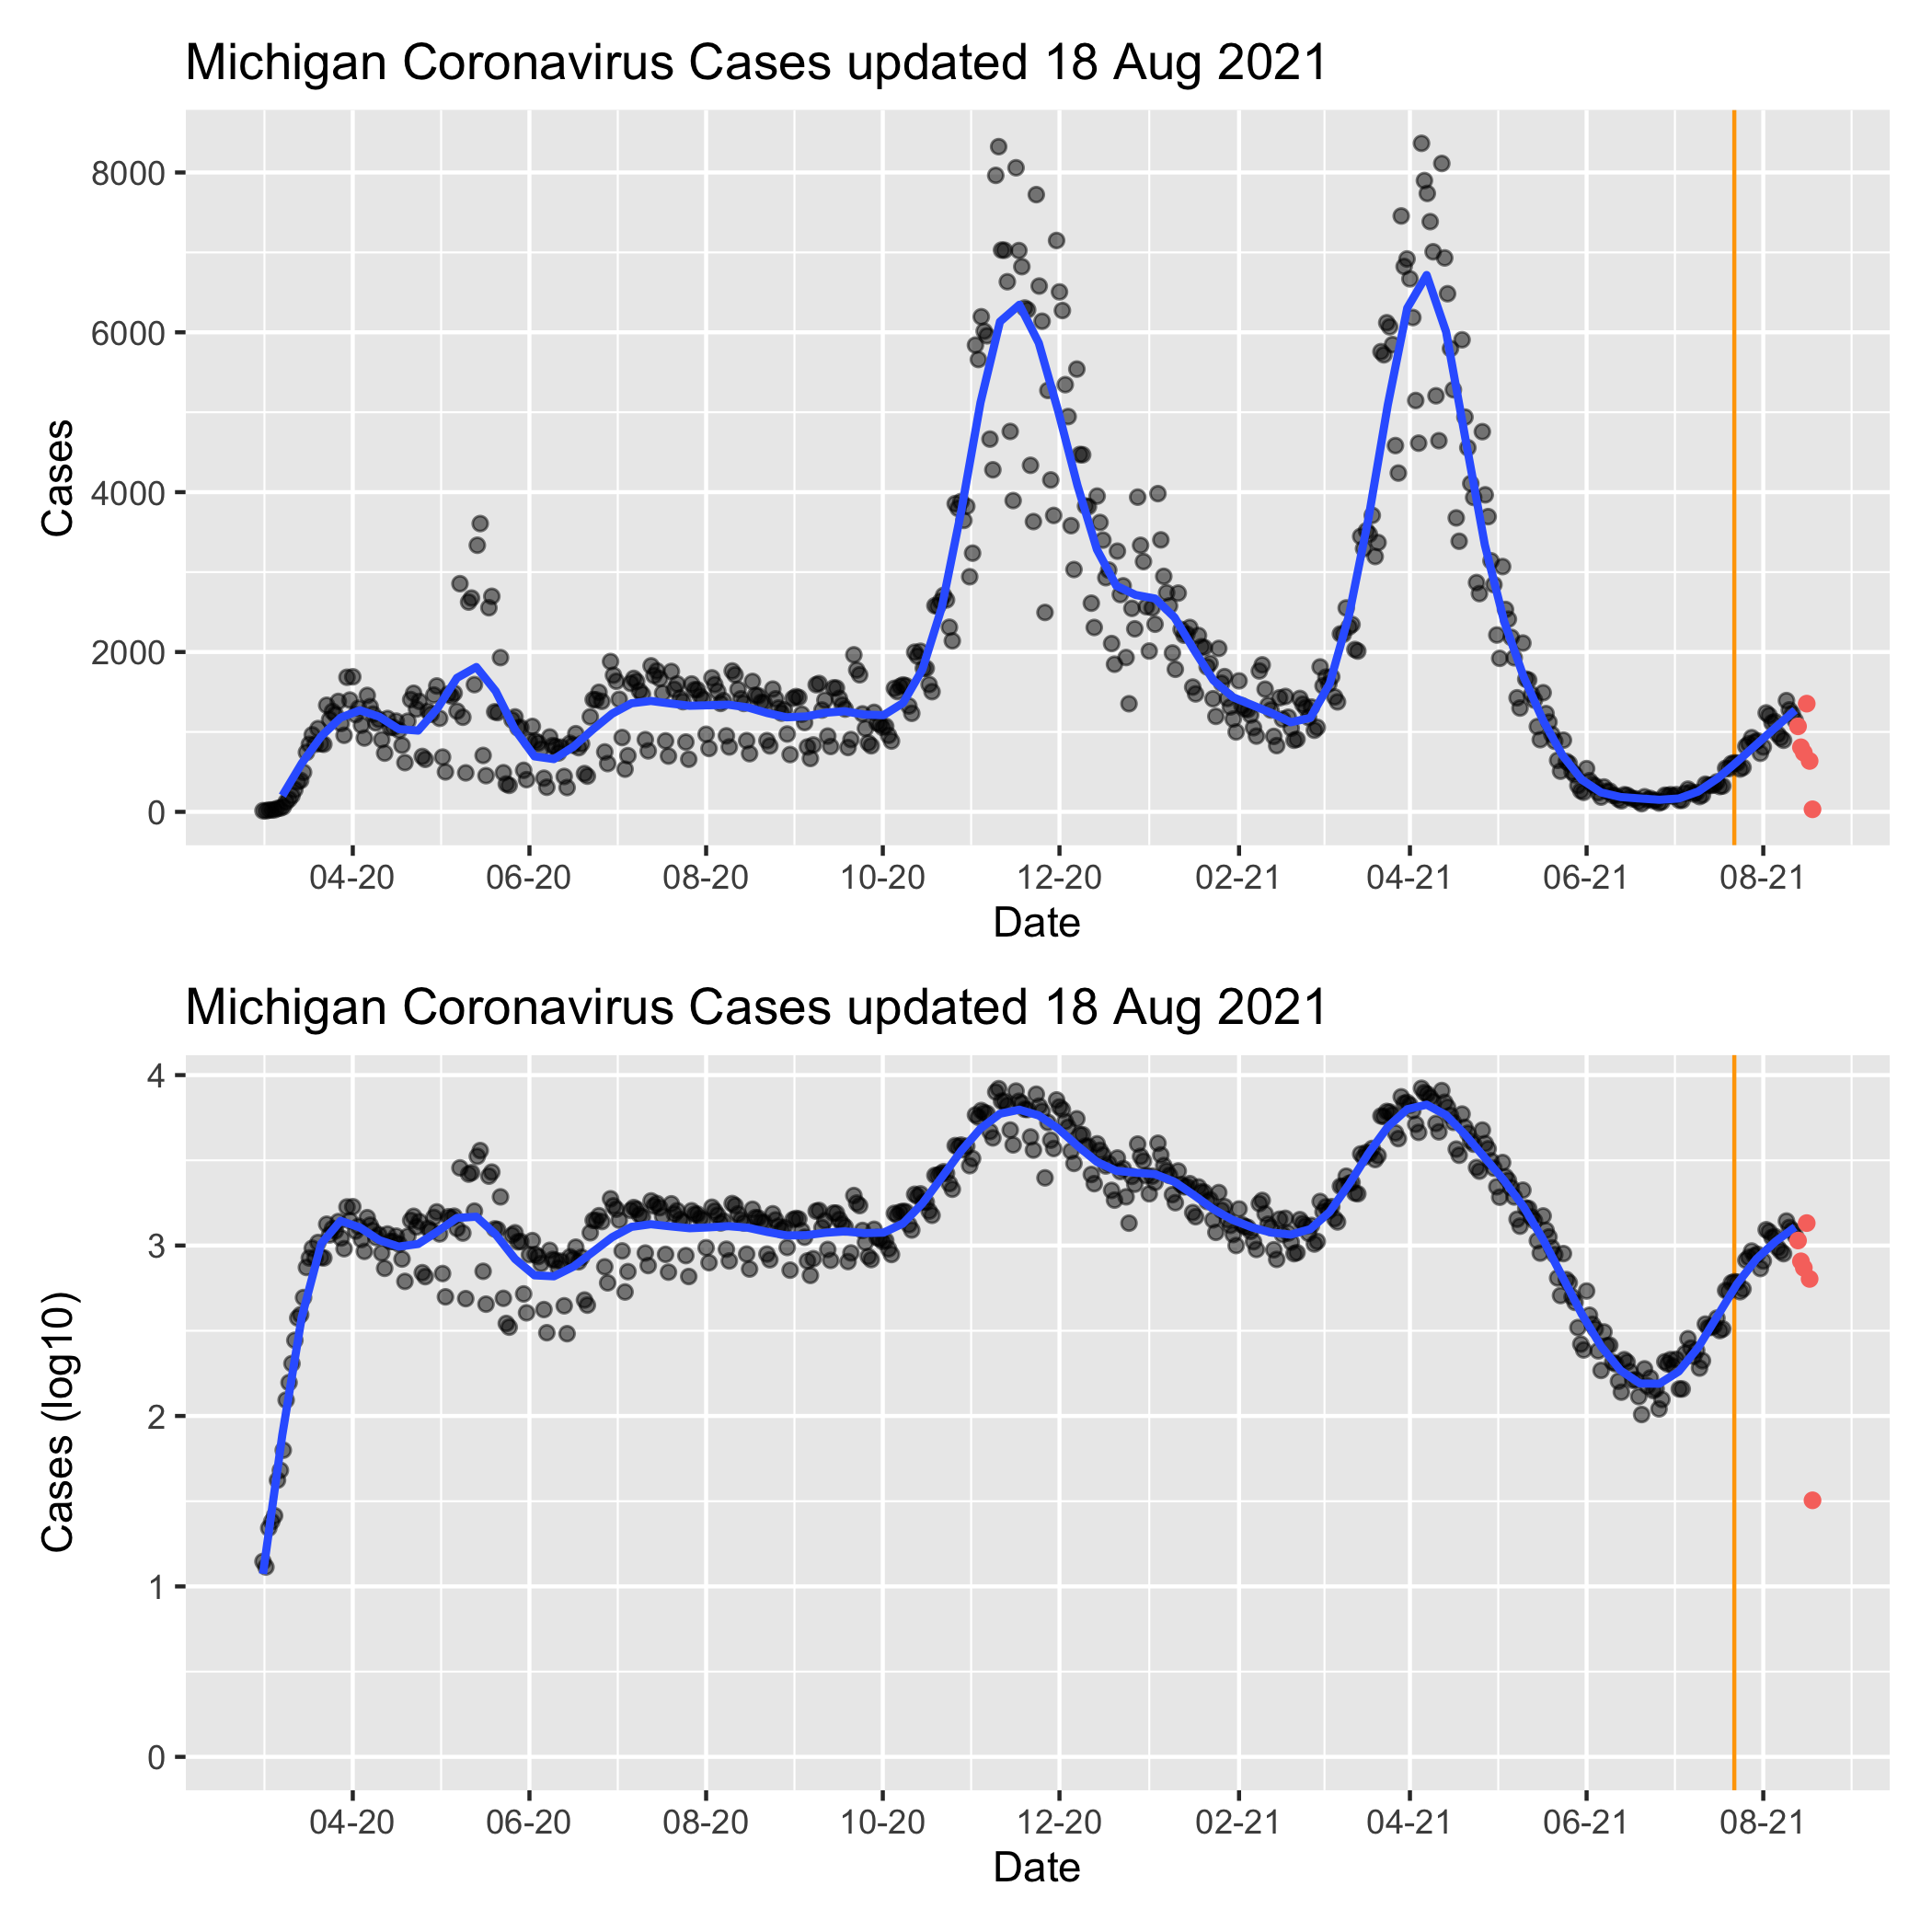 Michigan Coronavirus Cases updated 18 Aug 2021
8000
6000
4000
2000
0
Cases
04-20 06-20 08-20 10-20 12-20 02-21 04-21 06-21 08-21
Date
Michigan Coronavirus Cases updated 18 Aug 2021
4
3
2
1
0
Cases (log10)
04-20 06-20 08-20 10-20 12-20 02-21 04-21 06-21 08-21
Date